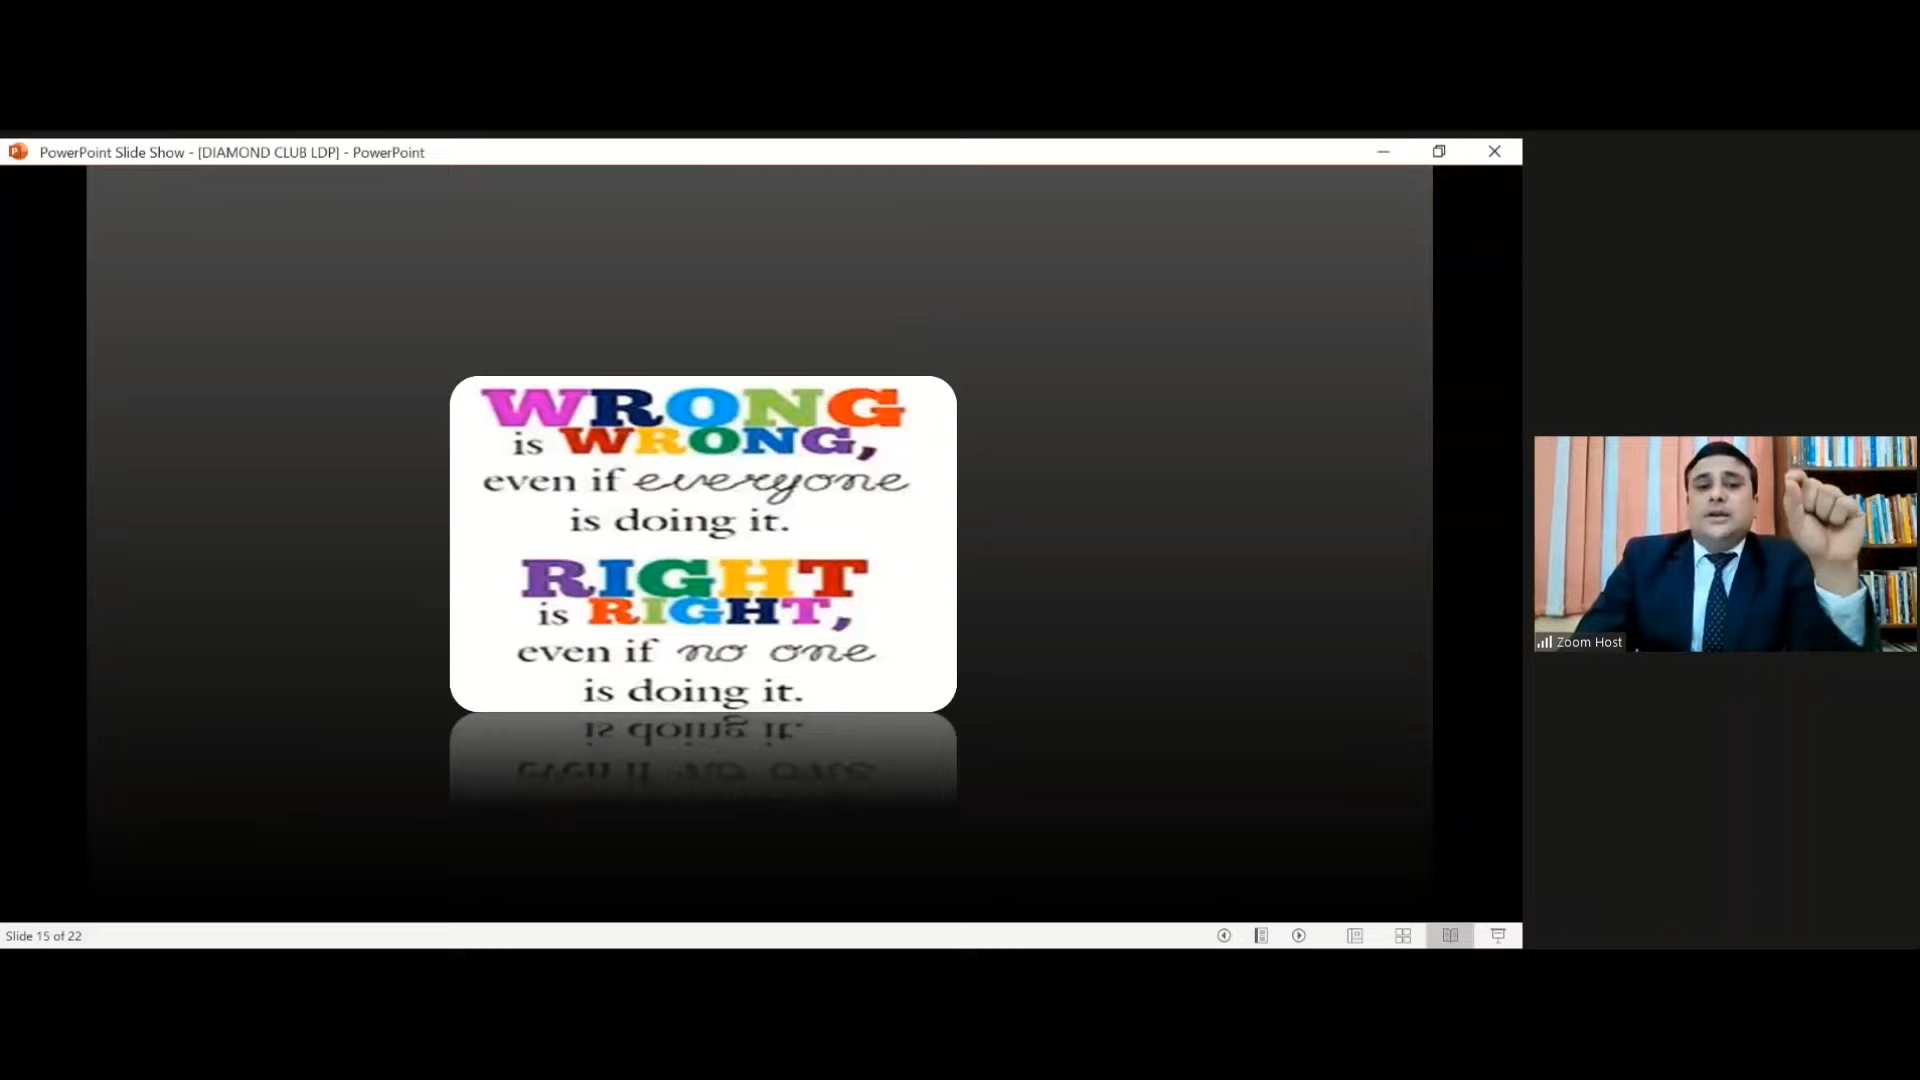 PowerPoint Slide Show - [DIAMOND CLUB LDP] - PowerPoint
WRONG
is WRONG,
even if everyone
is doing it.
RIGHT
is RIGHT,
even if no one
is doing it.
Zoom Host
Slide 15 of 22